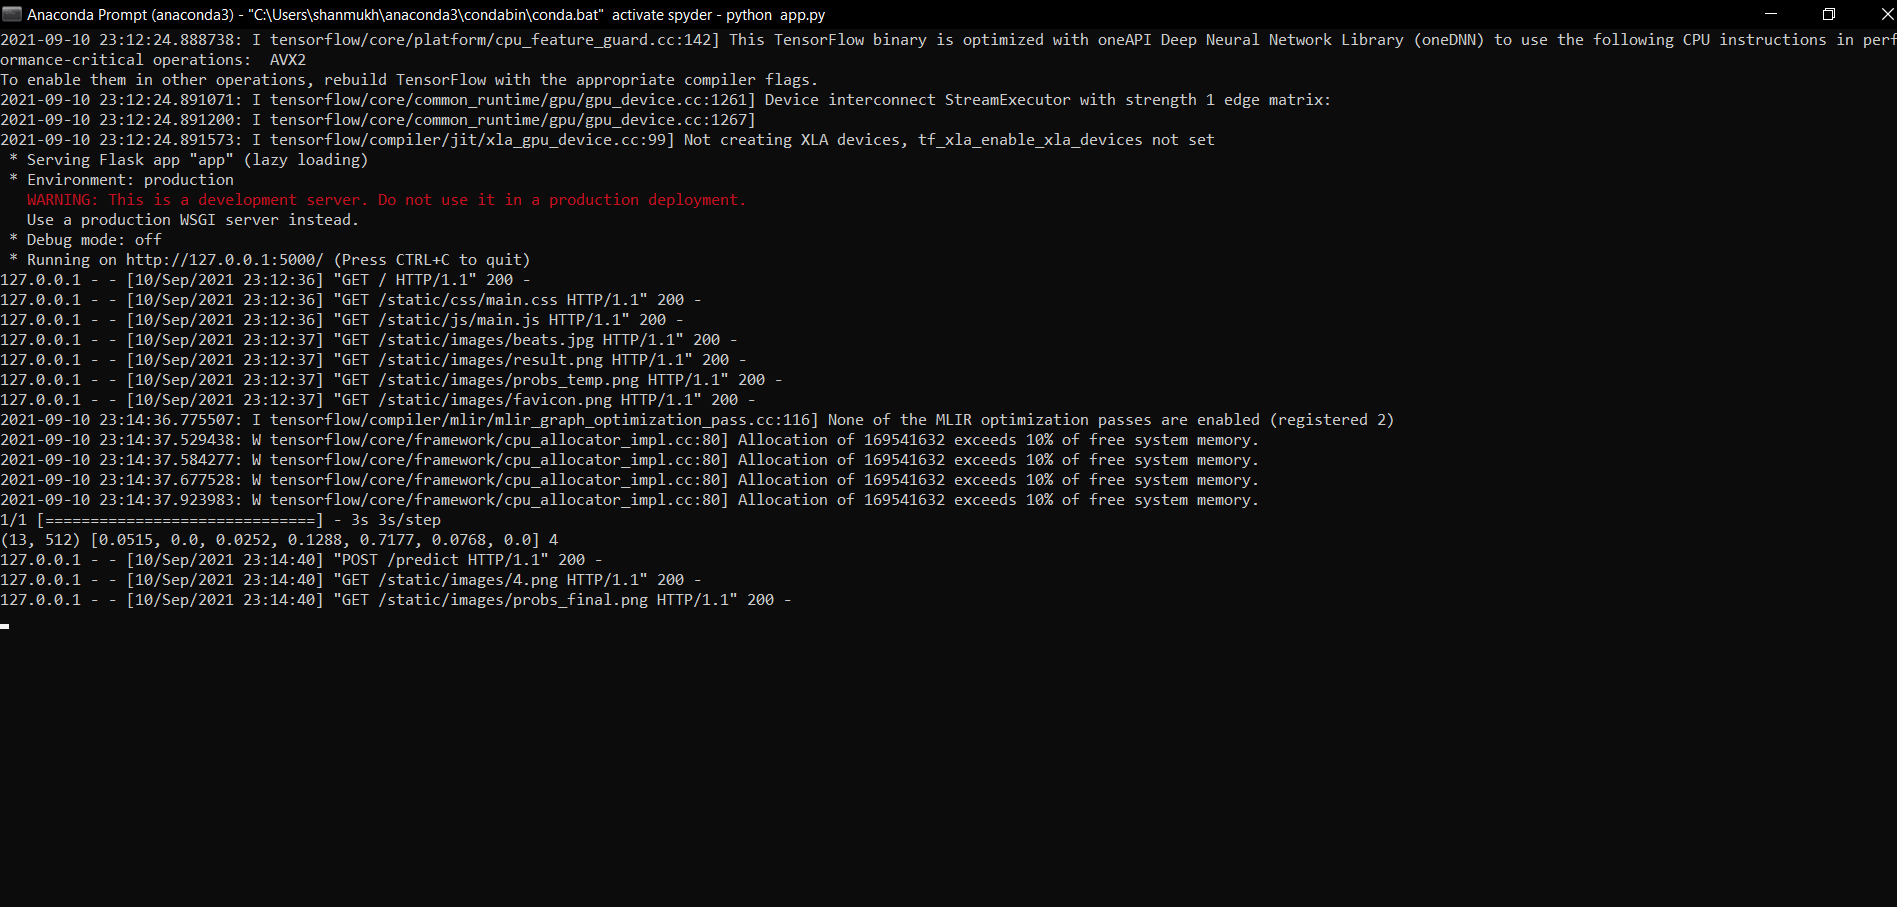 Anaconda Prompt (anaconda3) - "C:\Users\shanmukh\anaconda3\condabin\conda.bat"  activate spyder - python  app.py
2021-09-10 23:12:24.888738: I tensorflow/core/platform/cpu_feature_guard.cc:142] This TensorFlow binary is optimized with oneAPI Deep Neural Network Library (oneDNN) to use the following CPU instructions in perf
ormance-critical operations:  AVX2
To enable them in other operations, rebuild TensorFlow with the appropriate compiler flags.
2021-09-10 23:12:24.891071: I tensorflow/core/common_runtime/gpu/gpu_device.cc:1261] Device interconnect StreamExecutor with strength 1 edge matrix:
2021-09-10 23:12:24.891200: I tensorflow/core/common_runtime/gpu/gpu_device.cc:1267]
2021-09-10 23:12:24.891573: I tensorflow/compiler/jit/xla_gpu_device.cc:99] Not creating XLA devices, tf_xla_enable_xla_devices not set
 * Serving Flask app "app" (lazy loading)
 * Environment: production
   WARNING: This is a development server. Do not use it in a production deployment.
   Use a production WSGI server instead.
 * Debug mode: off
 * Running on http://127.0.0.1:5000/ (Press CTRL+C to quit)
127.0.0.1 - - [10/Sep/2021 23:12:36] "GET / HTTP/1.1" 200 -
127.0.0.1 - - [10/Sep/2021 23:12:36] "GET /static/css/main.css HTTP/1.1" 200 -
127.0.0.1 - - [10/Sep/2021 23:12:36] "GET /static/js/main.js HTTP/1.1" 200 -
127.0.0.1 - - [10/Sep/2021 23:12:37] "GET /static/images/beats.jpg HTTP/1.1" 200 -
127.0.0.1 - - [10/Sep/2021 23:12:37] "GET /static/images/result.png HTTP/1.1" 200 -
127.0.0.1 - - [10/Sep/2021 23:12:37] "GET /static/images/probs_temp.png HTTP/1.1" 200 -
127.0.0.1 - - [10/Sep/2021 23:12:37] "GET /static/images/favicon.png HTTP/1.1" 200 -
2021-09-10 23:14:36.775507: I tensorflow/compiler/mlir/mlir_graph_optimization_pass.cc:116] None of the MLIR optimization passes are enabled (registered 2)
2021-09-10 23:14:37.529438: W tensorflow/core/framework/cpu_allocator_impl.cc:80] Allocation of 169541632 exceeds 10% of free system memory.
2021-09-10 23:14:37.584277: W tensorflow/core/framework/cpu_allocator_impl.cc:80] Allocation of 169541632 exceeds 10% of free system memory.
2021-09-10 23:14:37.677528: W tensorflow/core/framework/cpu_allocator_impl.cc:80] Allocation of 169541632 exceeds 10% of free system memory.
2021-09-10 23:14:37.923983: W tensorflow/core/framework/cpu_allocator_impl.cc:80] Allocation of 169541632 exceeds 10% of free system memory.
1/1 [==============================] - 3s 3s/step
(13, 512) [0.0515, 0.0, 0.0252, 0.1288, 0.7177, 0.0768, 0.0] 4
127.0.0.1 - - [10/Sep/2021 23:14:40] "POST /predict HTTP/1.1" 200 -
127.0.0.1 - - [10/Sep/2021 23:14:40] "GET /static/images/4.png HTTP/1.1" 200 -
127.0.0.1 - - [10/Sep/2021 23:14:40] "GET /static/images/probs_final.png HTTP/1.1" 200 -